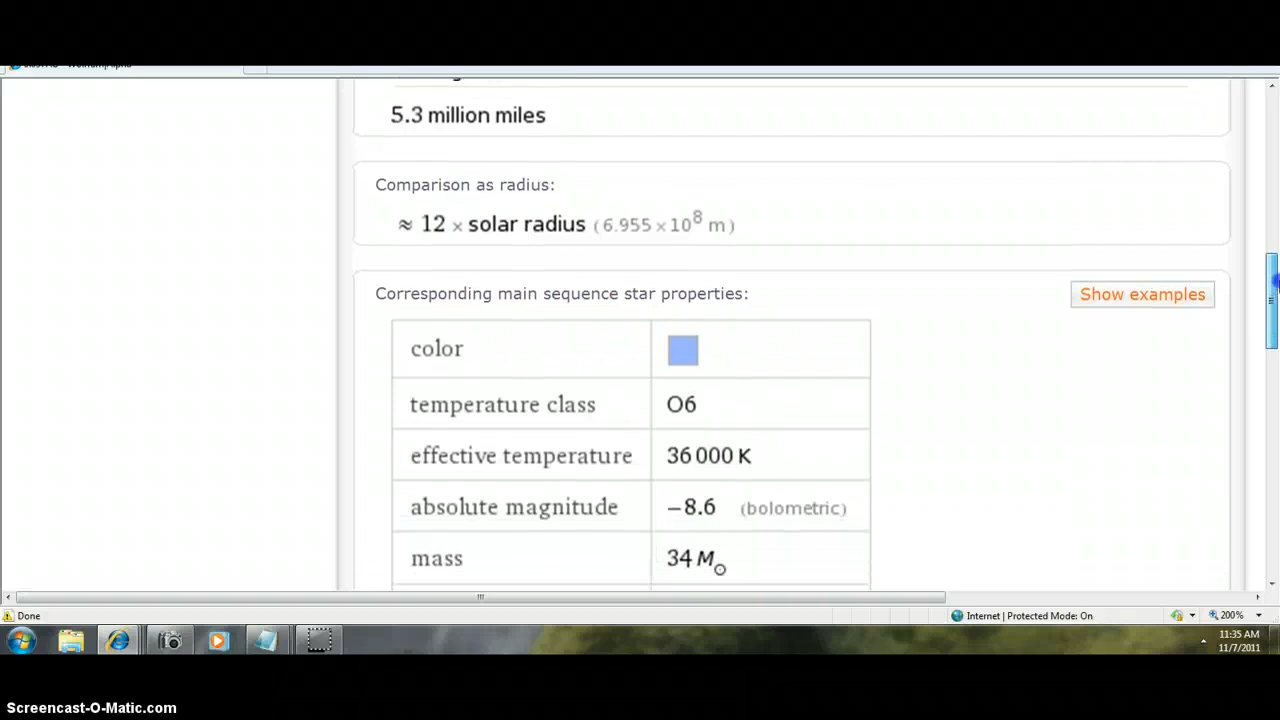 5.3 million miles
Comparison as radius:
≈ 12 × solar radius (6.955×10⁸ m)
Corresponding main sequence star properties:
Show examples
color
temperature class O6
effective temperature 36 000 K
absolute magnitude −8.6 (bolometric)
mass 34 M☉
Done
Internet | Protected Mode: On
200%
11:35 AM
11/7/2011
Screencast-O-Matic.com